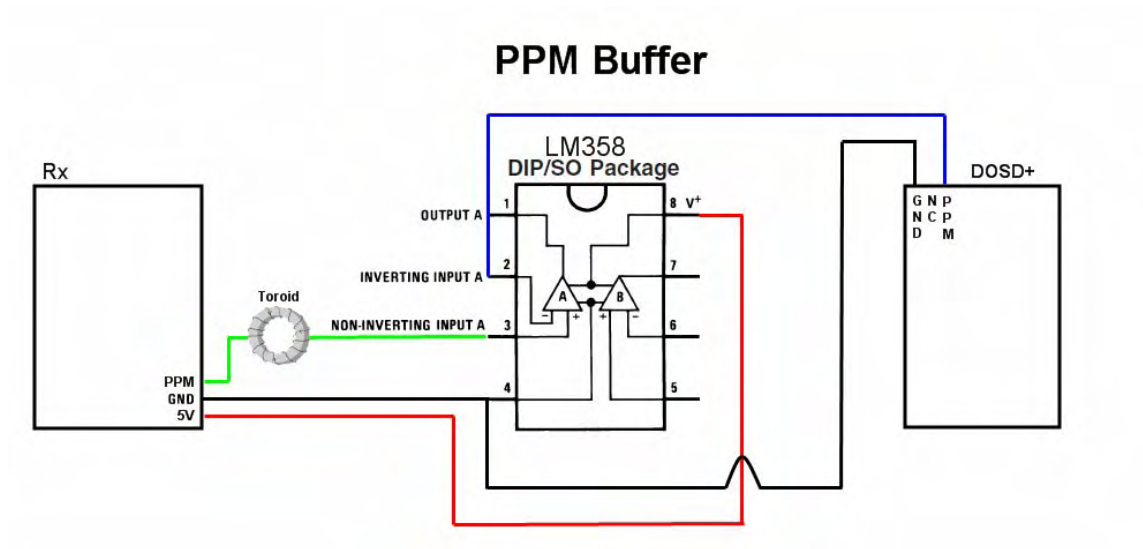 PPM Buffer
LM358
DIP/SO Package
Rx
DOSD+
1
8 V+
OUTPUT A
G N P
N C P
D M
2
7
INVERTING INPUT A
Toroid
A
B
- +
+ -
NON-INVERTING INPUT A
3
6
PPM
GND
5V
4
5